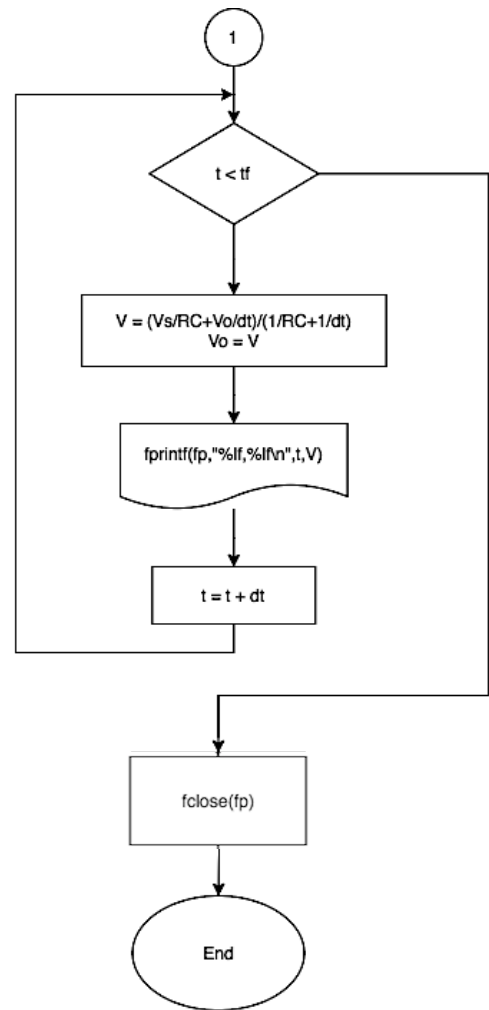 1
t < tf
V = (Vs/RC+Vo/dt)/(1/RC+1/dt)
Vo = V
fprintf(fp,"%lf,%lf\n",t,V)
t = t + dt
fclose(fp)
End